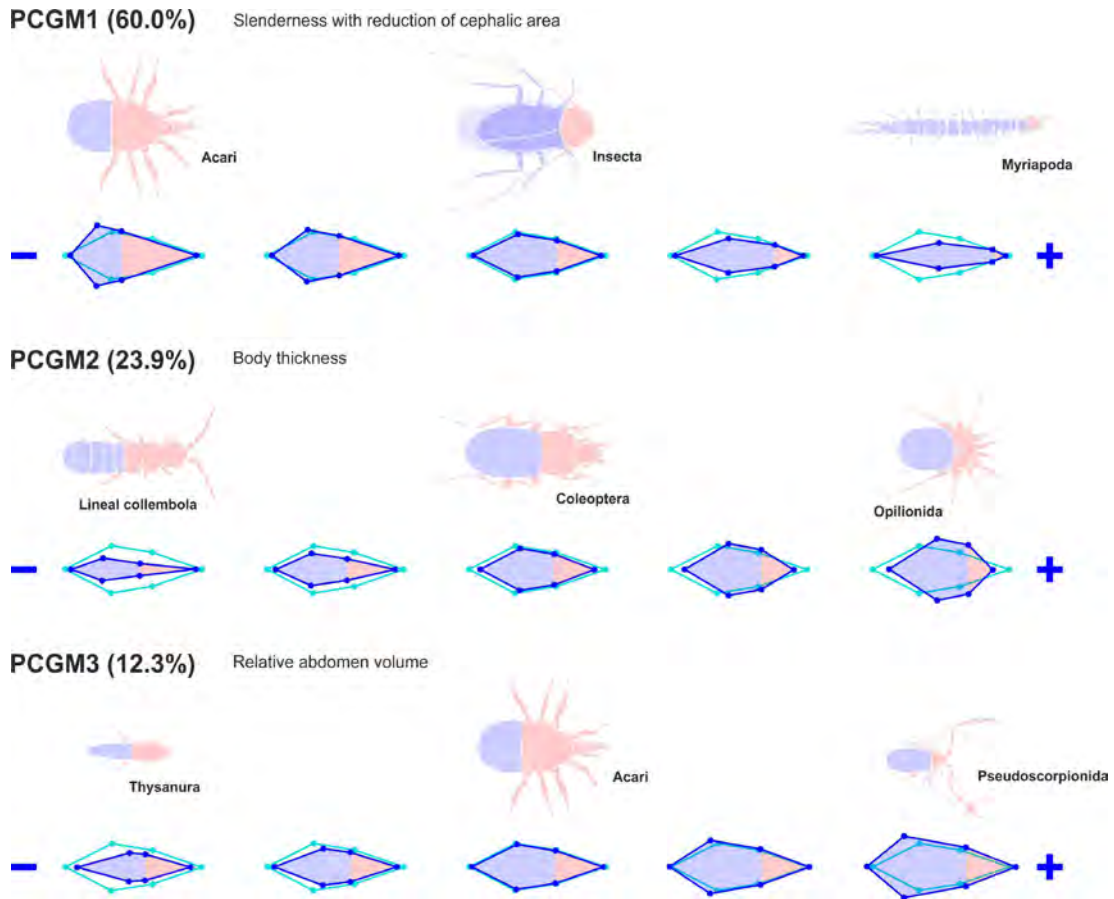 PCGM1 (60.0%) Slenderness with reduction of cephalic area
Acari
Insecta
Myriapoda
− +
PCGM2 (23.9%) Body thickness
Lineal collembola
Coleoptera
Opilionida
− +
PCGM3 (12.3%) Relative abdomen volume
Thysanura
Acari
Pseudoscorpionida
− +